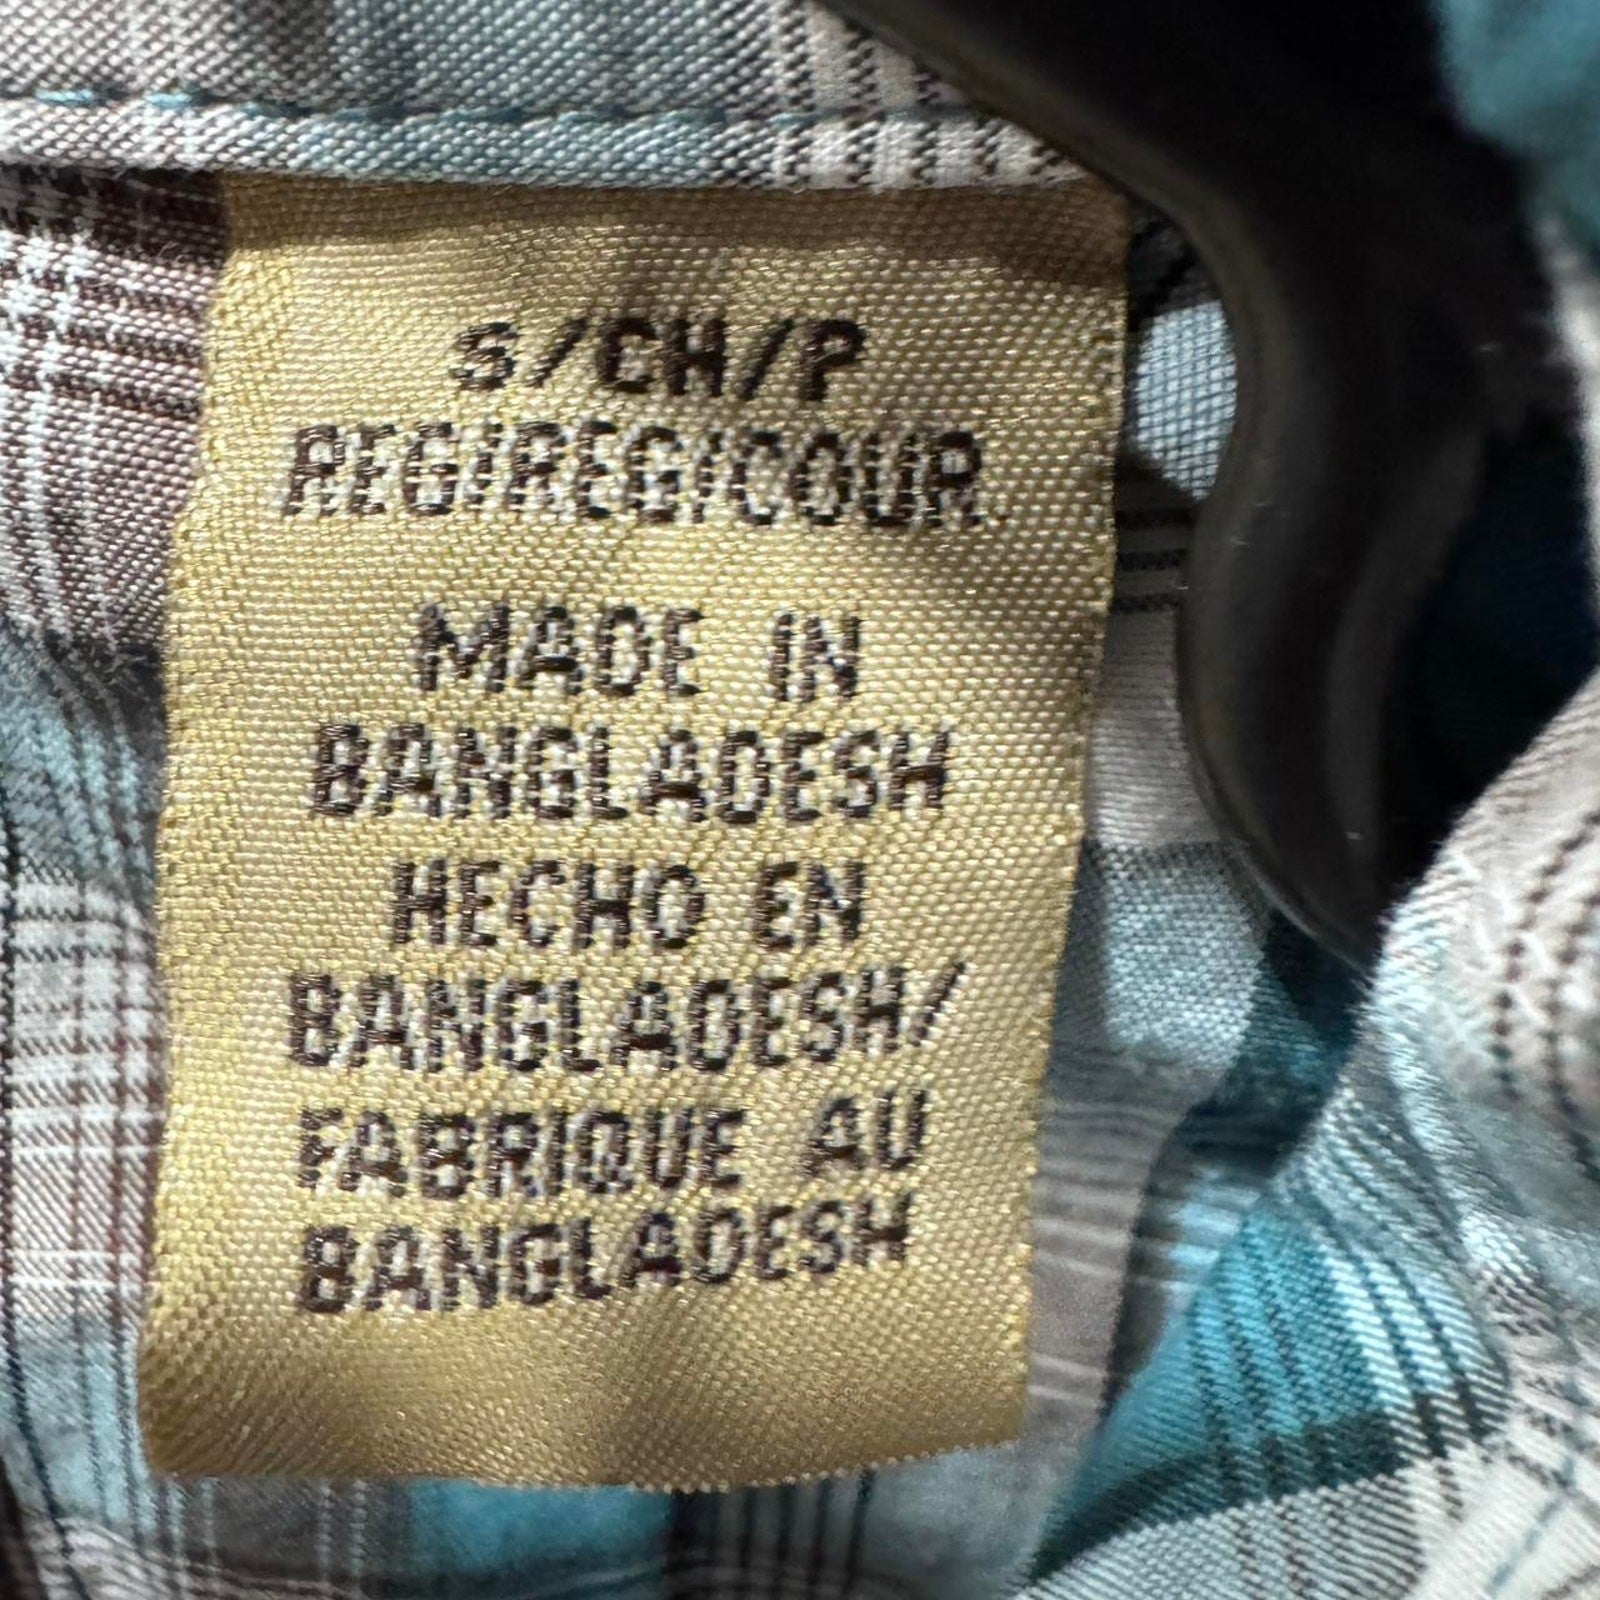 S/CH/P
REG/REG/COUR.
MADE IN
BANGLADESH
HECHO EN
BANGLADESH/
FABRIQUE AU
BANGLADESH